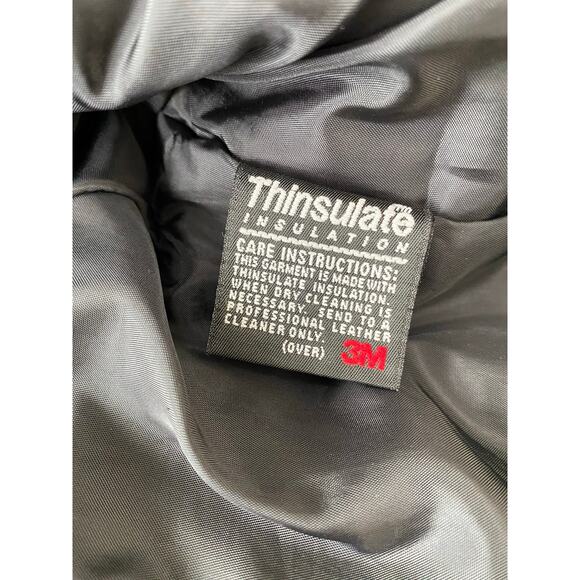 Thinsulate
INSULATION
CARE INSTRUCTIONS:
THIS GARMENT IS MADE WITH
THINSULATE INSULATION.
WHEN DRY CLEANING IS
NECESSARY. SEND TO A
PROFESSIONAL LEATHER
CLEANER ONLY.
(OVER) 3M